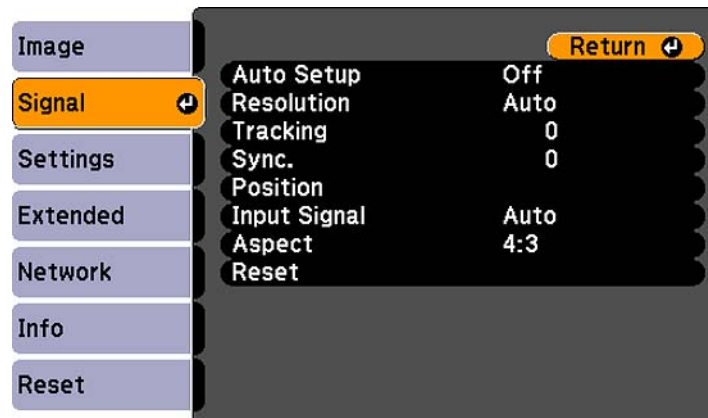 Image
Signal
Settings
Extended
Network
Info
Reset
Return
Auto Setup Off
Resolution Auto
Tracking 0
Sync. 0
Position
Input Signal Auto
Aspect 4:3
Reset